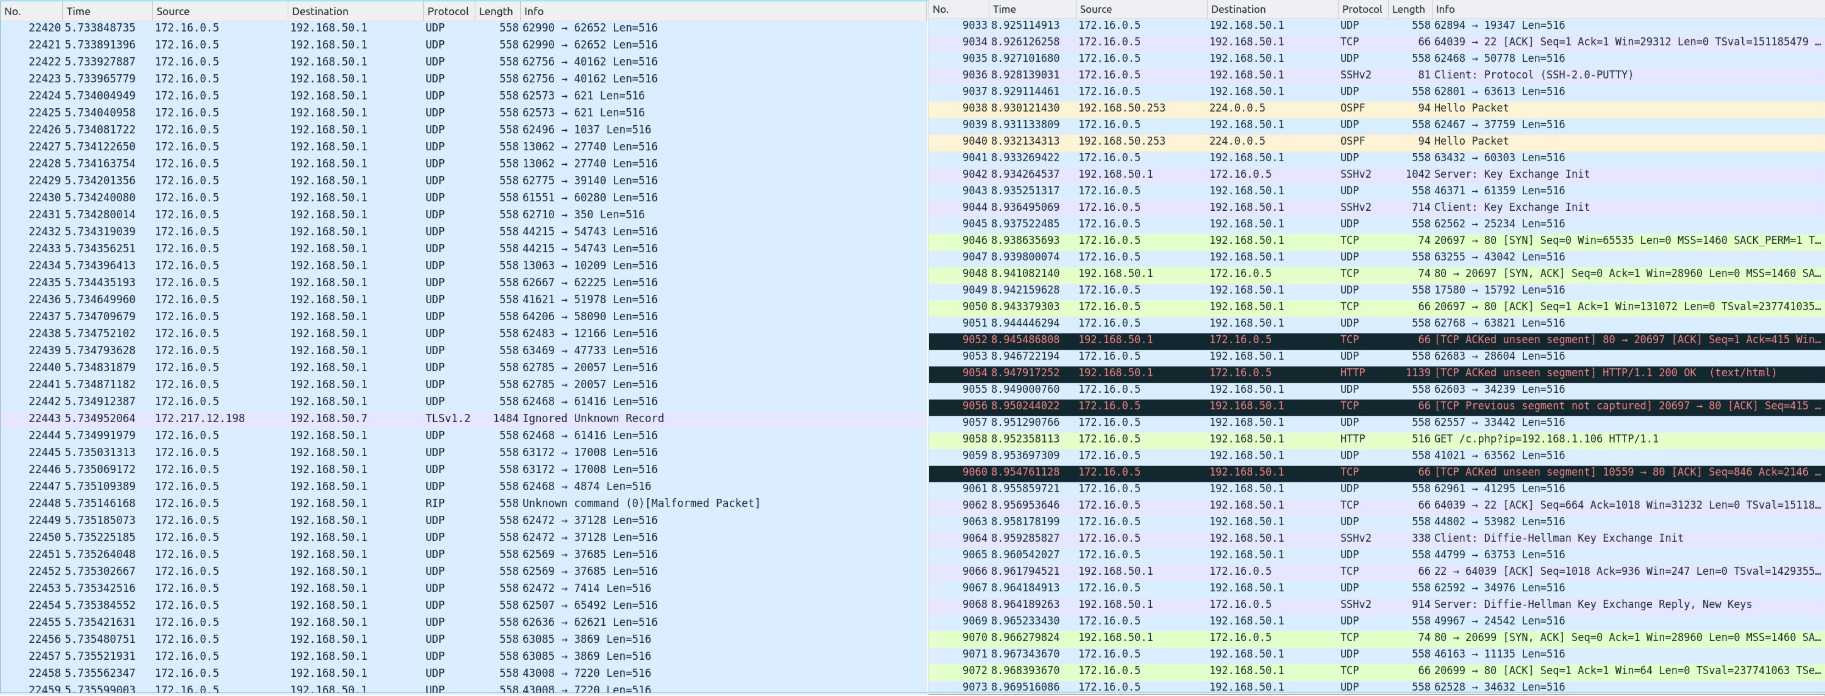 No. Time Source Destination Protocol Length Info
22420 5.733848735 172.16.0.5 192.168.50.1 UDP 558 62990 → 62652 Len=516
22421 5.733891396 172.16.0.5 192.168.50.1 UDP 558 62990 → 62652 Len=516
22422 5.733927887 172.16.0.5 192.168.50.1 UDP 558 62756 → 40162 Len=516
22423 5.733965779 172.16.0.5 192.168.50.1 UDP 558 62756 → 40162 Len=516
22424 5.734004949 172.16.0.5 192.168.50.1 UDP 558 62573 → 621 Len=516
22425 5.734040958 172.16.0.5 192.168.50.1 UDP 558 62573 → 621 Len=516
22426 5.734081722 172.16.0.5 192.168.50.1 UDP 558 62496 → 1037 Len=516
22427 5.734122650 172.16.0.5 192.168.50.1 UDP 558 13062 → 27740 Len=516
22428 5.734163754 172.16.0.5 192.168.50.1 UDP 558 13062 → 27740 Len=516
22429 5.734201356 172.16.0.5 192.168.50.1 UDP 558 62775 → 39140 Len=516
22430 5.734240080 172.16.0.5 192.168.50.1 UDP 558 61551 → 60280 Len=516
22431 5.734280014 172.16.0.5 192.168.50.1 UDP 558 62710 → 350 Len=516
22432 5.734319039 172.16.0.5 192.168.50.1 UDP 558 44215 → 54743 Len=516
22433 5.734356251 172.16.0.5 192.168.50.1 UDP 558 44215 → 54743 Len=516
22434 5.734396413 172.16.0.5 192.168.50.1 UDP 558 13063 → 10209 Len=516
22435 5.734435193 172.16.0.5 192.168.50.1 UDP 558 62667 → 62225 Len=516
22436 5.734649960 172.16.0.5 192.168.50.1 UDP 558 41621 → 51978 Len=516
22437 5.734709679 172.16.0.5 192.168.50.1 UDP 558 64206 → 58090 Len=516
22438 5.734752102 172.16.0.5 192.168.50.1 UDP 558 62483 → 12166 Len=516
22439 5.734793628 172.16.0.5 192.168.50.1 UDP 558 63469 → 47733 Len=516
22440 5.734831879 172.16.0.5 192.168.50.1 UDP 558 62785 → 20057 Len=516
22441 5.734871182 172.16.0.5 192.168.50.1 UDP 558 62785 → 20057 Len=516
22442 5.734912387 172.16.0.5 192.168.50.1 UDP 558 62468 → 61416 Len=516
22443 5.734952064 172.217.12.198 192.168.50.7 TLSv1.2 1484 Ignored Unknown Record
22444 5.734991979 172.16.0.5 192.168.50.1 UDP 558 62468 → 61416 Len=516
22445 5.735031313 172.16.0.5 192.168.50.1 UDP 558 63172 → 17008 Len=516
22446 5.735069172 172.16.0.5 192.168.50.1 UDP 558 63172 → 17008 Len=516
22447 5.735109389 172.16.0.5 192.168.50.1 UDP 558 62468 → 4874 Len=516
22448 5.735146168 172.16.0.5 192.168.50.1 RIP 558 Unknown command (0)[Malformed Packet]
22449 5.735185073 172.16.0.5 192.168.50.1 UDP 558 62472 → 37128 Len=516
22450 5.735225185 172.16.0.5 192.168.50.1 UDP 558 62472 → 37128 Len=516
22451 5.735264048 172.16.0.5 192.168.50.1 UDP 558 62569 → 37685 Len=516
22452 5.735302667 172.16.0.5 192.168.50.1 UDP 558 62569 → 37685 Len=516
22453 5.735342516 172.16.0.5 192.168.50.1 UDP 558 62472 → 7414 Len=516
22454 5.735384552 172.16.0.5 192.168.50.1 UDP 558 62507 → 65492 Len=516
22455 5.735421631 172.16.0.5 192.168.50.1 UDP 558 62636 → 62621 Len=516
22456 5.735480751 172.16.0.5 192.168.50.1 UDP 558 63085 → 3869 Len=516
22457 5.735521931 172.16.0.5 192.168.50.1 UDP 558 63085 → 3869 Len=516
22458 5.735562347 172.16.0.5 192.168.50.1 UDP 558 43008 → 7220 Len=516
22459 5.735599003 172.16.0.5 192.168.50.1 UDP 558 43008 → 7220 Len=516
No. Time Source Destination Protocol Length Info
9033 8.925114913 172.16.0.5 192.168.50.1 UDP 558 62894 → 19347 Len=516
9034 8.926126258 172.16.0.5 192.168.50.1 TCP 66 64039 → 22 [ACK] Seq=1 Ack=1 Win=29312 Len=0 TSval=151185479 …
9035 8.927101680 172.16.0.5 192.168.50.1 UDP 558 62468 → 50778 Len=516
9036 8.928139031 172.16.0.5 192.168.50.1 SSHv2 81 Client: Protocol (SSH-2.0-PUTTY)
9037 8.929114461 172.16.0.5 192.168.50.1 UDP 558 62801 → 63613 Len=516
9038 8.930121430 192.168.50.253 224.0.0.5 OSPF 94 Hello Packet
9039 8.931133809 172.16.0.5 192.168.50.1 UDP 558 62467 → 37759 Len=516
9040 8.932134313 192.168.50.253 224.0.0.5 OSPF 94 Hello Packet
9041 8.933269422 172.16.0.5 192.168.50.1 UDP 558 63432 → 60303 Len=516
9042 8.934264537 192.168.50.1 172.16.0.5 SSHv2 1042 Server: Key Exchange Init
9043 8.935251317 172.16.0.5 192.168.50.1 UDP 558 46371 → 61359 Len=516
9044 8.936495069 172.16.0.5 192.168.50.1 SSHv2 714 Client: Key Exchange Init
9045 8.937522485 172.16.0.5 192.168.50.1 UDP 558 62562 → 25234 Len=516
9046 8.938635693 172.16.0.5 192.168.50.1 TCP 74 20697 → 80 [SYN] Seq=0 Win=65535 Len=0 MSS=1460 SACK_PERM=1 T…
9047 8.939800074 172.16.0.5 192.168.50.1 UDP 558 63255 → 43042 Len=516
9048 8.941082140 192.168.50.1 172.16.0.5 TCP 74 80 → 20697 [SYN, ACK] Seq=0 Ack=1 Win=28960 Len=0 MSS=1460 SA…
9049 8.942159628 172.16.0.5 192.168.50.1 UDP 558 17580 → 15792 Len=516
9050 8.943379303 172.16.0.5 192.168.50.1 TCP 66 20697 → 80 [ACK] Seq=1 Ack=1 Win=131072 Len=0 TSval=237741035…
9051 8.944446294 172.16.0.5 192.168.50.1 UDP 558 62768 → 63821 Len=516
9052 8.945486808 192.168.50.1 172.16.0.5 TCP 66 [TCP ACKed unseen segment] 80 → 20697 [ACK] Seq=1 Ack=415 Win…
9053 8.946722194 172.16.0.5 192.168.50.1 UDP 558 62683 → 28604 Len=516
9054 8.947917252 192.168.50.1 172.16.0.5 HTTP 1139 [TCP ACKed unseen segment] HTTP/1.1 200 OK (text/html)
9055 8.949000760 172.16.0.5 192.168.50.1 UDP 558 62603 → 34239 Len=516
9056 8.950244022 172.16.0.5 192.168.50.1 TCP 66 [TCP Previous segment not captured] 20697 → 80 [ACK] Seq=415 …
9057 8.951290766 172.16.0.5 192.168.50.1 UDP 558 62557 → 33442 Len=516
9058 8.952358113 172.16.0.5 192.168.50.1 HTTP 516 GET /c.php?ip=192.168.1.106 HTTP/1.1
9059 8.953697309 172.16.0.5 192.168.50.1 UDP 558 41021 → 63562 Len=516
9060 8.954761128 172.16.0.5 192.168.50.1 TCP 66 [TCP ACKed unseen segment] 10559 → 80 [ACK] Seq=846 Ack=2146 …
9061 8.955859721 172.16.0.5 192.168.50.1 UDP 558 62961 → 41295 Len=516
9062 8.956953646 172.16.0.5 192.168.50.1 TCP 66 64039 → 22 [ACK] Seq=664 Ack=1018 Win=31232 Len=0 TSval=15118…
9063 8.958178199 172.16.0.5 192.168.50.1 UDP 558 44802 → 53982 Len=516
9064 8.959285827 172.16.0.5 192.168.50.1 SSHv2 338 Client: Diffie-Hellman Key Exchange Init
9065 8.960542027 172.16.0.5 192.168.50.1 UDP 558 44799 → 63753 Len=516
9066 8.961794521 192.168.50.1 172.16.0.5 TCP 66 22 → 64039 [ACK] Seq=1018 Ack=936 Win=247 Len=0 TSval=1429355…
9067 8.964184913 172.16.0.5 192.168.50.1 UDP 558 62592 → 34976 Len=516
9068 8.964189263 192.168.50.1 172.16.0.5 SSHv2 914 Server: Diffie-Hellman Key Exchange Reply, New Keys
9069 8.965233430 172.16.0.5 192.168.50.1 UDP 558 49967 → 24542 Len=516
9070 8.966279824 192.168.50.1 172.16.0.5 TCP 74 80 → 20699 [SYN, ACK] Seq=0 Ack=1 Win=28960 Len=0 MSS=1460 SA…
9071 8.967343670 172.16.0.5 192.168.50.1 UDP 558 46163 → 11135 Len=516
9072 8.968393670 172.16.0.5 192.168.50.1 TCP 66 20699 → 80 [ACK] Seq=1 Ack=1 Win=64 Len=0 TSval=237741063 TSe…
9073 8.969516086 172.16.0.5 192.168.50.1 UDP 558 62528 → 34632 Len=516